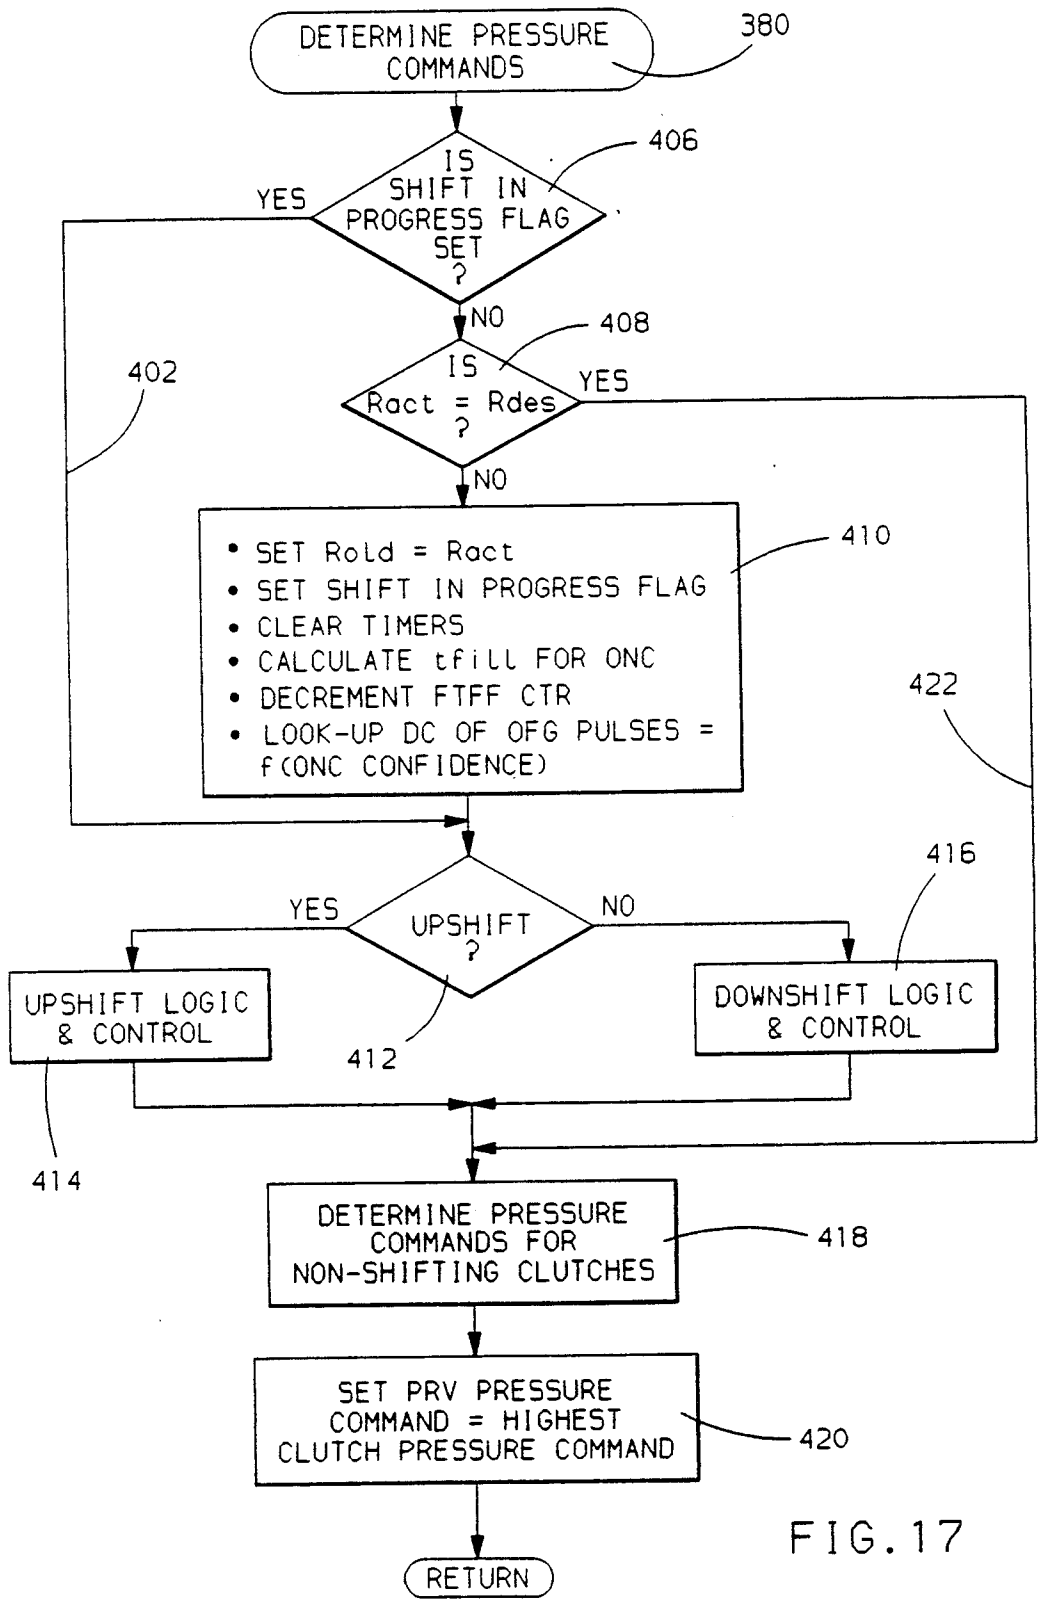 DETERMINE PRESSURE
COMMANDS
380
IS
SHIFT IN
PROGRESS FLAG
SET
?
406
YES
NO
408
IS
Ract = Rdes
?
YES
402
NO
410
• SET Rold = Ract
• SET SHIFT IN PROGRESS FLAG
• CLEAR TIMERS
• CALCULATE tfill FOR ONC
• DECREMENT FTFF CTR
• LOOK-UP DC OF OFG PULSES =
f(ONC CONFIDENCE)
422
416
YES
UPSHIFT
?
NO
UPSHIFT LOGIC
& CONTROL
DOWNSHIFT LOGIC
& CONTROL
412
414
DETERMINE PRESSURE
COMMANDS FOR
NON-SHIFTING CLUTCHES
418
SET PRV PRESSURE
COMMAND = HIGHEST
CLUTCH PRESSURE COMMAND
420
FIG.17
RETURN